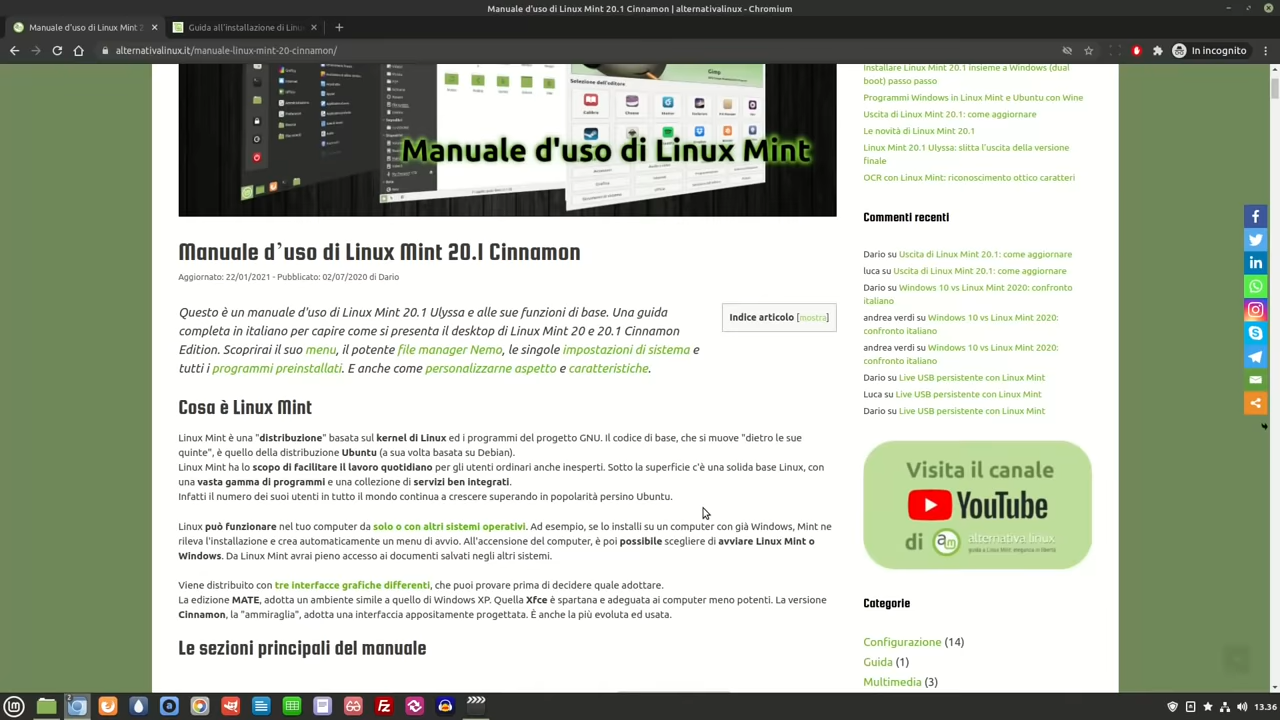 Manuale d'uso di Linux Mint 20.1 Cinnamon | alternativalinux - Chromium
Manuale d'uso di Linux M
Guida all'installazione di
alternativalinux.it/manuale-uso-linux-mint-20-cinnamon/
In incognito
Gimp
Selezione dell'editore
Manuale d'uso di Linux Mint
Manuale d'uso di Linux Mint 20.1 Cinnamon
Aggiornato: 22/01/2021 - Pubblicato: 02/07/2020 di Dario
Questo è un manuale d'uso di Linux Mint 20.1 Ulyssa e alle sue funzioni di base. Una guida
completa in italiano per capire come si presenta il desktop di Linux Mint 20 e 20.1 Cinnamon
Edition. Scoprirai il suo menu, il potente file manager Nemo, le singole impostazioni di sistema e
tutti i programmi preinstallati. E anche come personalizzarne aspetto e caratteristiche.
Indice articolo [mostra]
Cosa è Linux Mint
Linux Mint è una "distribuzione" basata sul kernel di Linux ed i programmi del progetto GNU. Il codice di base, che si muove "dietro le sue
quinte", è quello della distribuzione Ubuntu (a sua volta basata su Debian).
Linux Mint ha lo scopo di facilitare il lavoro quotidiano per gli utenti ordinari anche inesperti. Sotto la superficie c'è una solida base Linux, con
una vasta gamma di programmi e una collezione di servizi ben integrati.
Infatti il numero dei suoi utenti in tutto il mondo continua a crescere superando in popolarità persino Ubuntu.
Linux può funzionare nel tuo computer da solo o con altri sistemi operativi. Ad esempio, se lo installi su un computer con già Windows, Mint ne
rileva l'installazione e crea automaticamente un menu di avvio. All'accensione del computer, è poi possibile scegliere di avviare Linux Mint o
Windows. Da Linux Mint avrai pieno accesso ai documenti salvati negli altri sistemi.
Viene distribuito con tre interfacce grafiche differenti, che puoi provare prima di decidere quale adottare.
La edizione MATE, adotta un ambiente simile a quello di Windows XP. Quella Xfce è spartana e adeguata ai computer meno potenti. La versione
Cinnamon, la "ammiraglia", adotta una interfaccia appositamente progettata. È anche la più evoluta ed usata.
Le sezioni principali del manuale
Installare Linux Mint 20.1 insieme a Windows (dual
boot) passo passo
Programmi Windows in Linux Mint e Ubuntu con Wine
Uscita di Linux Mint 20.1: come aggiornare
Le novità di Linux Mint 20.1
Linux Mint 20.1 Ulyssa: slitta l'uscita della versione
finale
OCR con Linux Mint: riconoscimento ottico caratteri
Commenti recenti
Dario su Uscita di Linux Mint 20.1: come aggiornare
luca su Uscita di Linux Mint 20.1: come aggiornare
Dario su Windows 10 vs Linux Mint 2020: confronto
italiano
andrea verdi su Windows 10 vs Linux Mint 2020:
confronto italiano
andrea verdi su Windows 10 vs Linux Mint 2020:
confronto italiano
Dario su Live USB persistente con Linux Mint
Luca su Live USB persistente con Linux Mint
Dario su Live USB persistente con Linux Mint
Visita il canale
YouTube
di am alternativa linux
guida a Linux Mint: eleganza in libertà
Categorie
Configurazione (14)
Guida (1)
Multimedia (3)
13.36